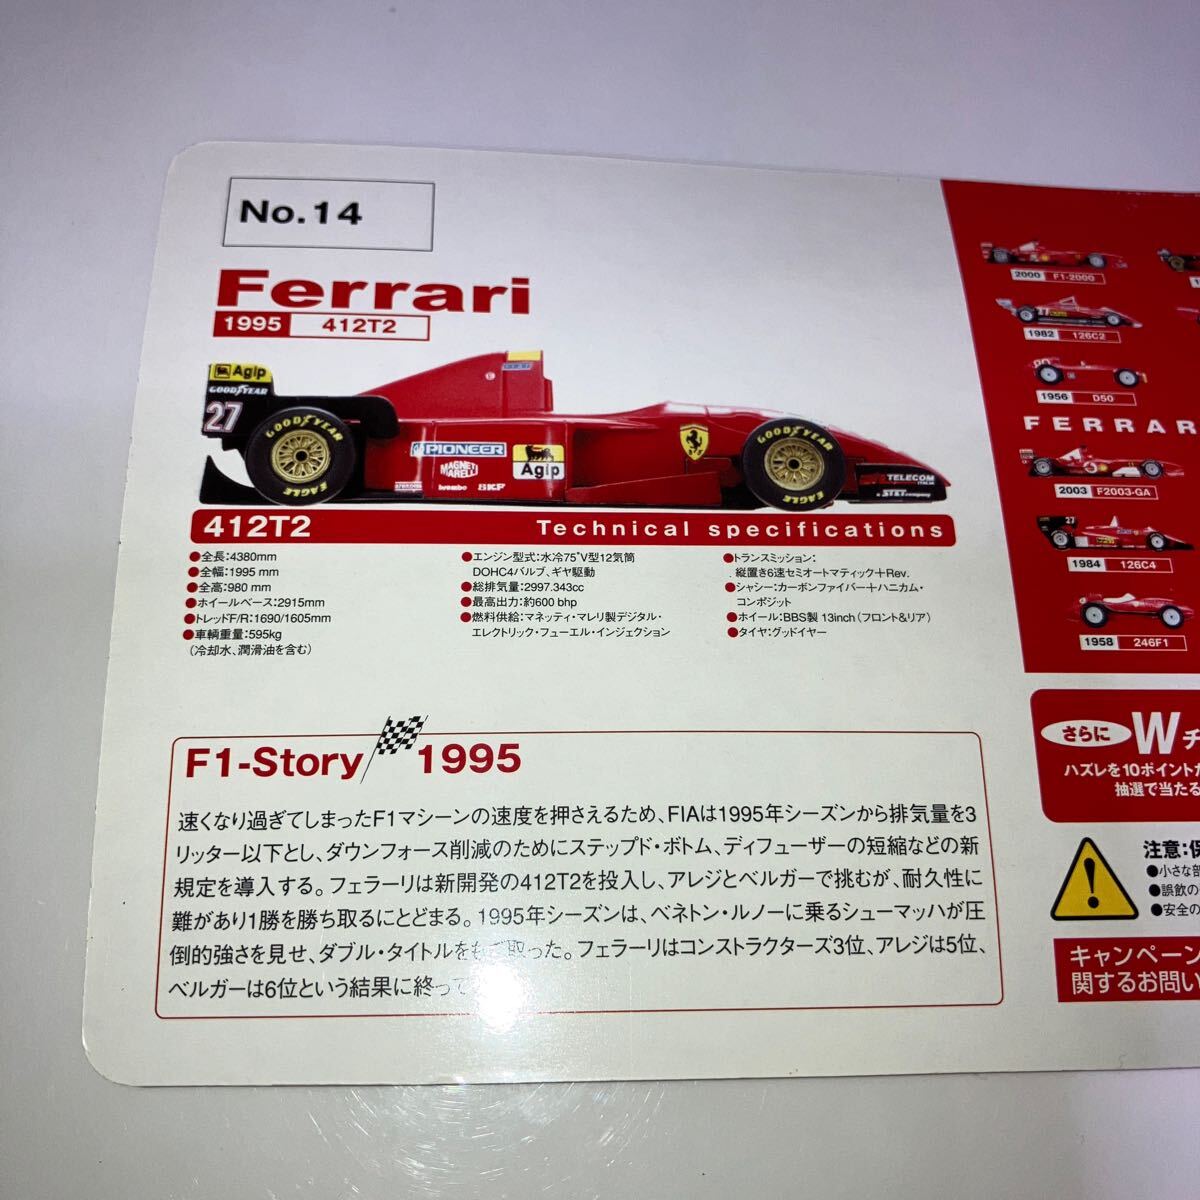 No.14
Ferrari
1995 412T2
Agip
GOODYEAR
27
GOODYEAR
EAGLE
PIONEER
MAGNETI
MARELLI
brembo SKF
Agip
GOODYEAR
EAGLE
TELECOM
ITALIA
412T2 Technical specifications
●全長:4380mm
●全幅:1995 mm
●全高:980 mm
●ホイールベース:2915mm
●トレッドF/R:1690/1605mm
●車輌重量:595kg
(冷却水、潤滑油を含む)
●エンジン型式:水冷75°V型12気筒
DOHC4バルブ、ギヤ駆動
●総排気量:2997.343cc
●最高出力:約600 bhp
●燃料供給:マネッティ・マレリ製デジタル・
エレクトリック・フューエル・インジェクション
●トランスミッション:
縦置き6速セミオートマティック+Rev.
●シャシー:カーボンファイバー+ハニカム・
コンポジット
●ホイール:BBS製 13inch(フロント&リア)
●タイヤ:グッドイヤー
F1-Story 1995
速くなり過ぎてしまったF1マシーンの速度を押さえるため、FIAは1995年シーズンから排気量を3
リッター以下とし、ダウンフォース削減のためにステップド・ボトム、ディフューザーの短縮などの新
規定を導入する。フェラーリは新開発の412T2を投入し、アレジとベルガーで挑むが、耐久性に
難があり1勝を勝ち取るにとどまる。1995年シーズンは、ベネトン・ルノーに乗るシューマッハが圧
倒的強さを見せ、ダブル・タイトルをもぎ取った。フェラーリはコンストラクターズ3位、アレジは5位、
ベルガーは6位という結果に終って
2000 F1-2000
1982 126C2
1956 D50
FERRAR
2003 F2003-GA
27
1984 126C4
1958 246F1
さらに Wチ
ハズレを10ポイント
抽選で当たる
注意:保
●小さな部
●誤飲の
●安全の
キャンペーン
関するお問い